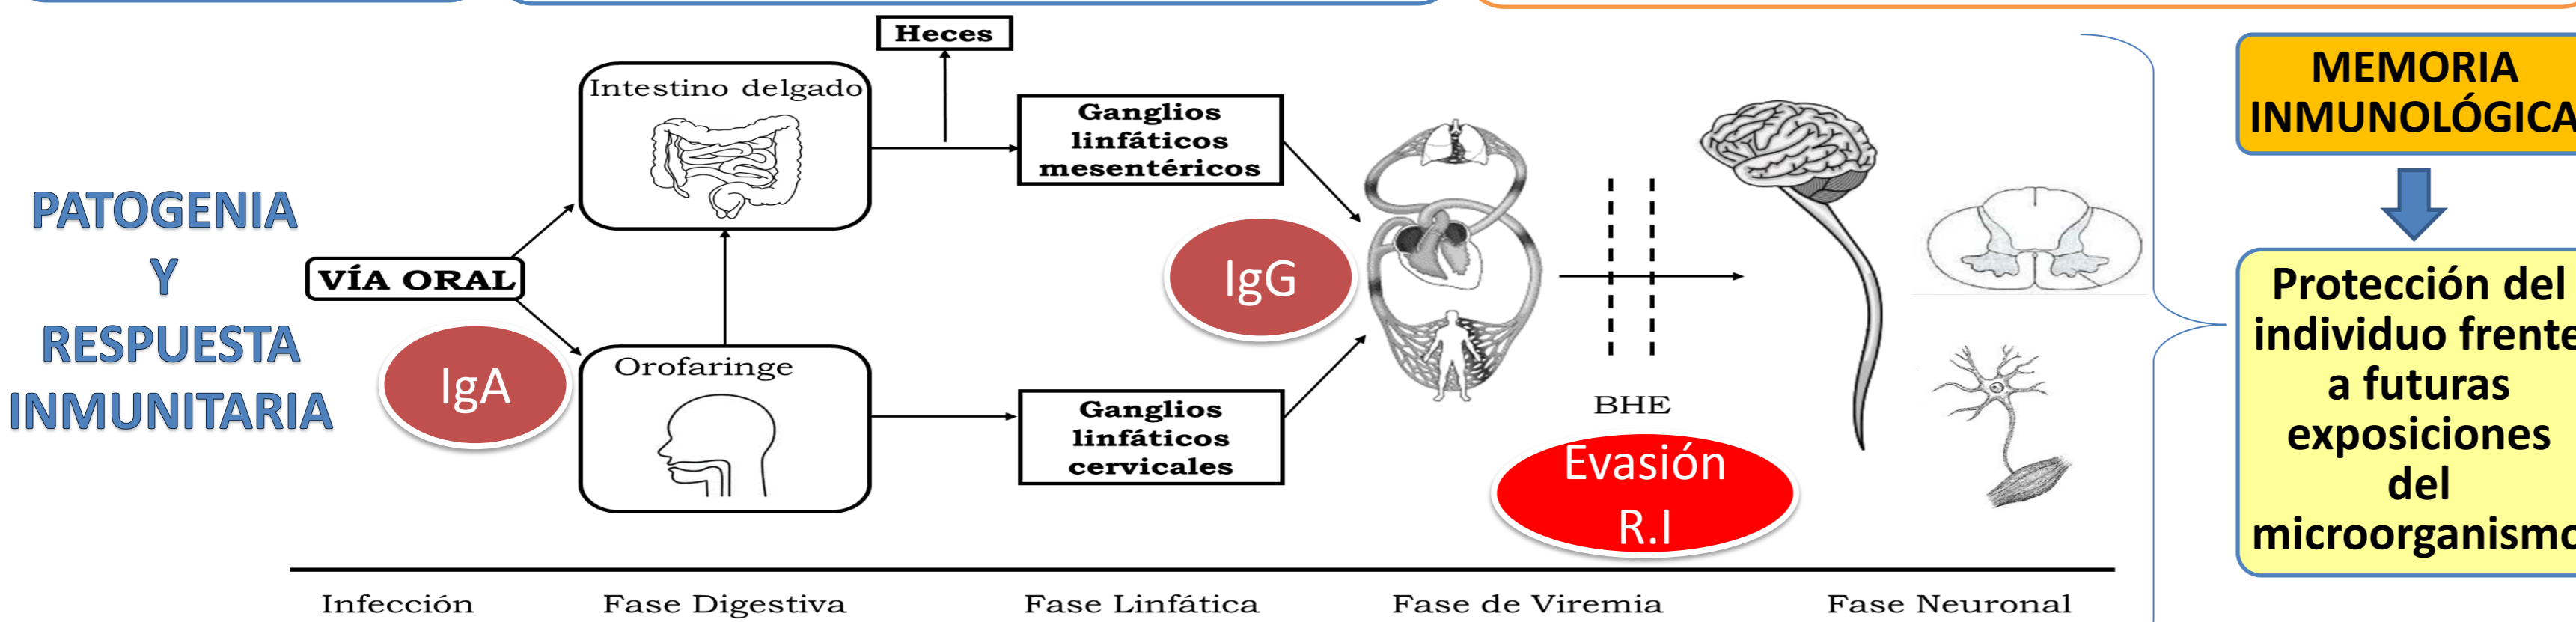 PATOGENIA
Y
RESPUESTA
INMUNITARIA
VÍA ORAL
IgA
Heces
Intestino delgado
Orofaringe
Ganglios
linfáticos
mesentéricos
Ganglios
linfáticos
cervicales
IgG
BHE
Evasión
R.I
MEMORIA
INMUNOLÓGICA
Protección del
individuo frente
a futuras
exposiciones
del
microorganismo
Infección
Fase Digestiva
Fase Linfática
Fase de Viremia
Fase Neuronal